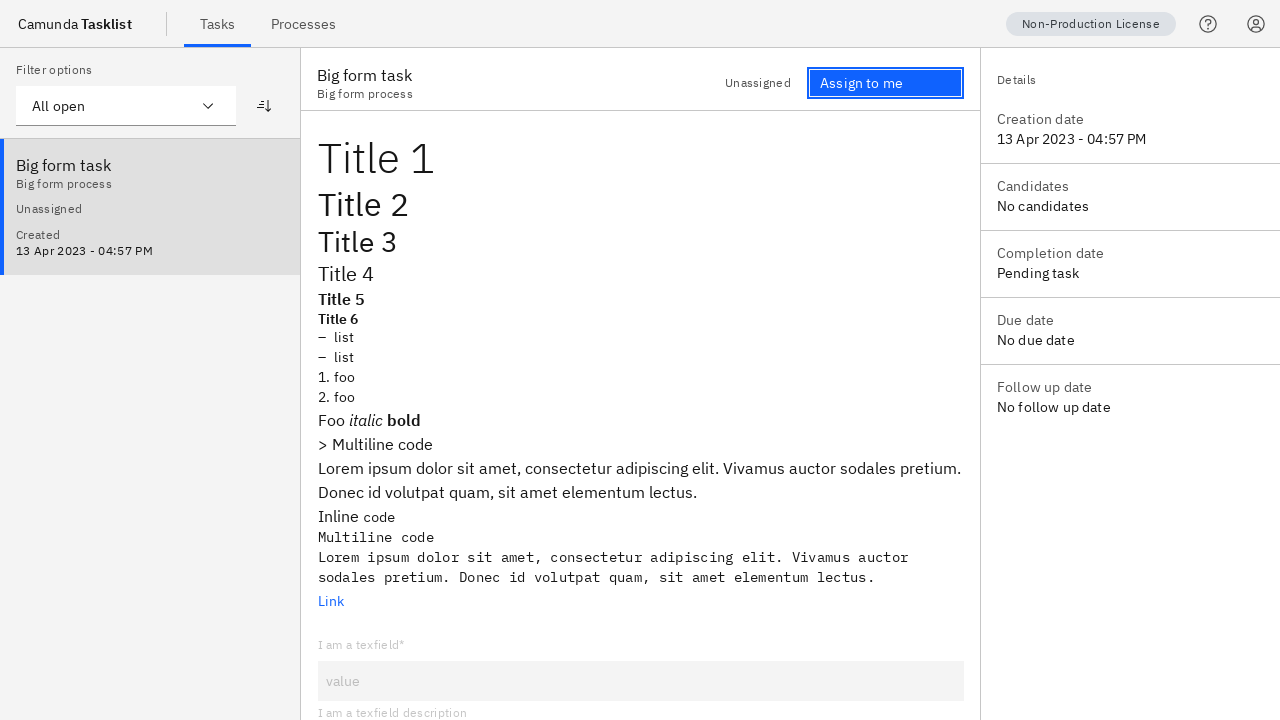 Camunda Tasklist
Tasks
Processes
Non-Production License
Filter options
All open
Big form task
Big form process
Unassigned
Created
13 Apr 2023 - 04:57 PM
Big form task
Big form process
Unassigned
Assign to me
Title 1
Title 2
Title 3
Title 4
Title 5
Title 6
– list
– list
1. foo
2. foo
Foo italic bold
> Multiline code
Lorem ipsum dolor sit amet, consectetur adipiscing elit. Vivamus auctor sodales pretium.
Donec id volutpat quam, sit amet elementum lectus.
Inline code
Multiline code
Lorem ipsum dolor sit amet, consectetur adipiscing elit. Vivamus auctor
sodales pretium. Donec id volutpat quam, sit amet elementum lectus.
Link
I am a texfield*
value
I am a texfield description
Details
Creation date
13 Apr 2023 - 04:57 PM
Candidates
No candidates
Completion date
Pending task
Due date
No due date
Follow up date
No follow up date